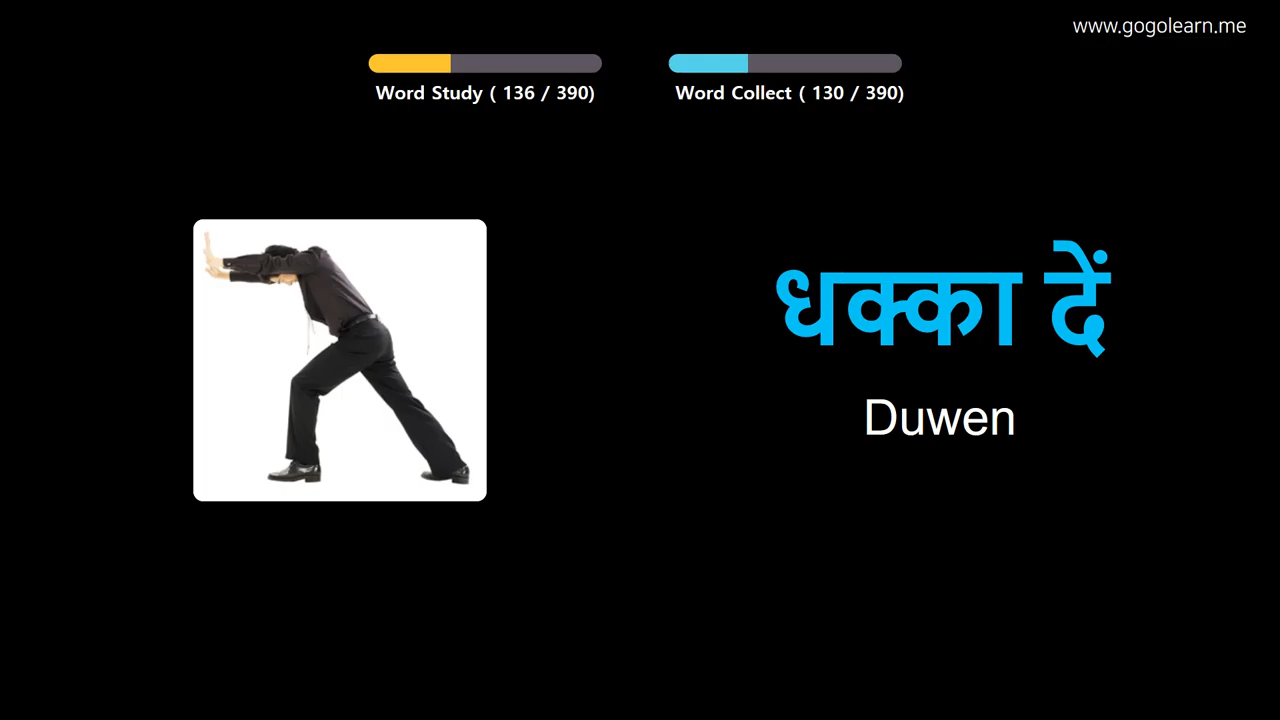 www.gogolearn.me
Word Study ( 136 / 390)
Word Collect ( 130 / 390)
धक्का दें
Duwen